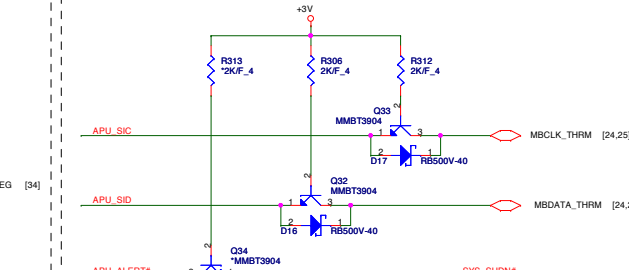 +3V
R313
*2K/F_4
R306
2K/F_4
R312
2K/F_4
2
Q33
MMBT3904
APU_SIC
1
3
MBCLK_THRM [24,25]
2
1
D17
RB500V-40
EG [34]
2
Q32
MMBT3904
APU_SID
1
3
MBDATA_THRM [24,2
2
1
D16
RB500V-40
2
Q34
*MMBT3904